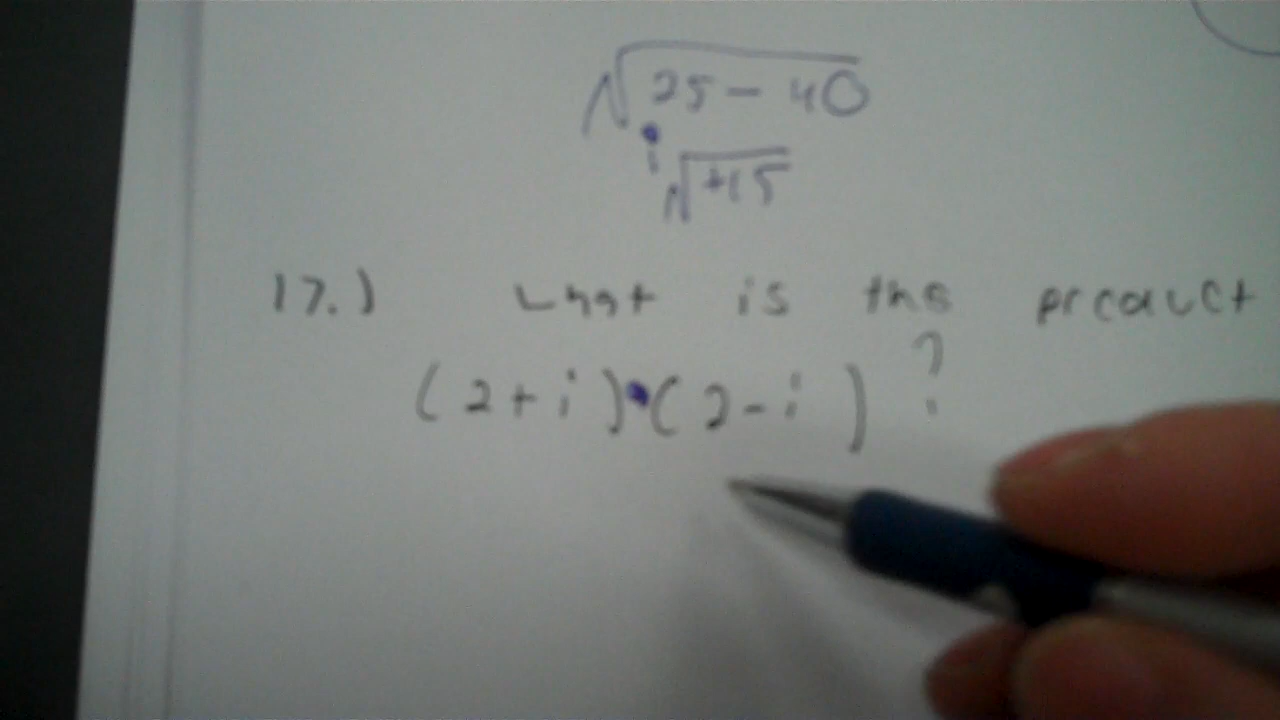 √25 - 40
i√+15
17.) What is the product
(2+i)•(2-i)?